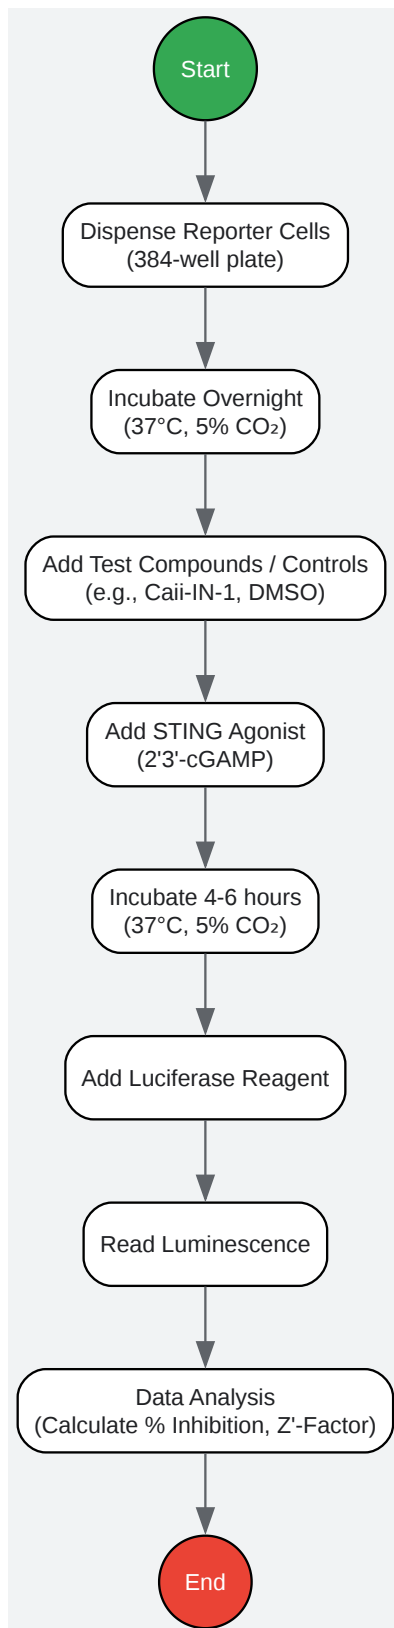 Start
Dispense Reporter Cells
(384-well plate)
Incubate Overnight
(37°C, 5% CO₂)
Add Test Compounds / Controls
(e.g., Caii-IN-1, DMSO)
Add STING Agonist
(2'3'-cGAMP)
Incubate 4-6 hours
(37°C, 5% CO₂)
Add Luciferase Reagent
Read Luminescence
Data Analysis
(Calculate % Inhibition, Z'-Factor)
End